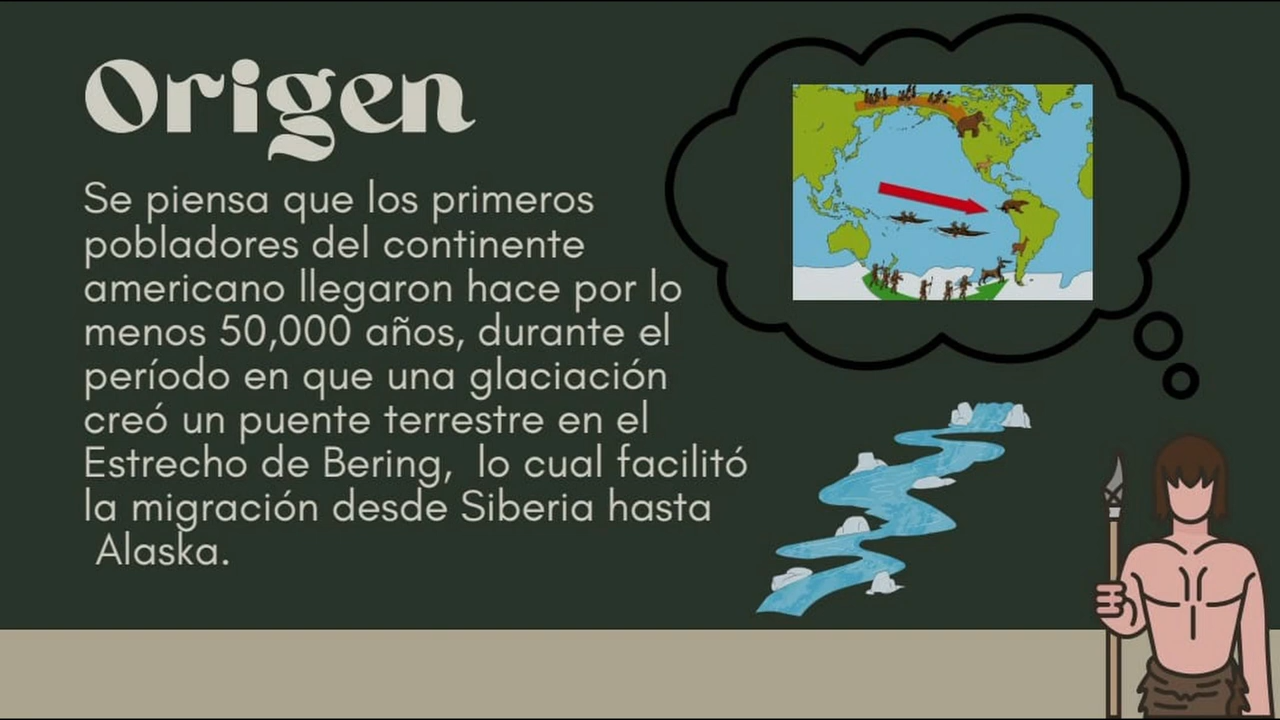 Origen
Se piensa que los primeros
pobladores del continente
americano llegaron hace por lo
menos 50,000 años, durante el
período en que una glaciación
creó un puente terrestre en el
Estrecho de Bering,  lo cual facilitó
la migración desde Siberia hasta
Alaska.